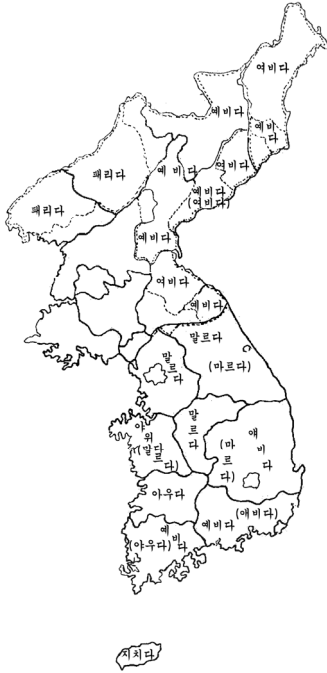 여비다
예비다
예비다
여비다
예비다
예비다
(여비다)
패리다
패리다
예비다
여비다
예비다
말르다
(마르다)
말르다
말르다
야위다
(말르다)
애비다
(마르다)
아우다
예비다
(애비다)
예비다
(야우다)
지치다